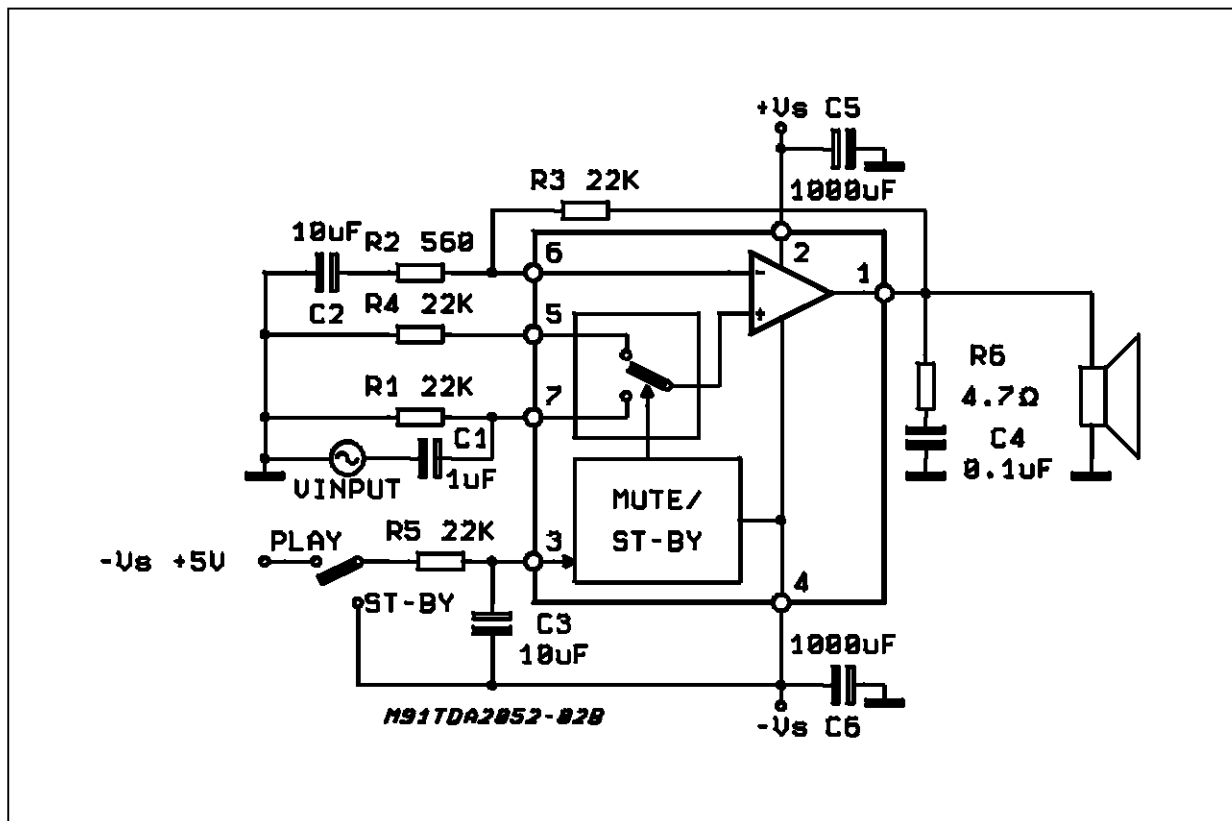 +Vs C5
1000uF
R3 22K
10uF
R2 560
C2
R4 22K
R1 22K
C1
1uF
VINPUT
6
5
7
2
1
R6
4.7Ω
C4
0.1uF
-
+
MUTE/
ST-BY
-Vs +5V
PLAY
R5 22K
3
ST-BY
C3
10uF
4
1000uF
-Vs C6
M91TDA2052-02B